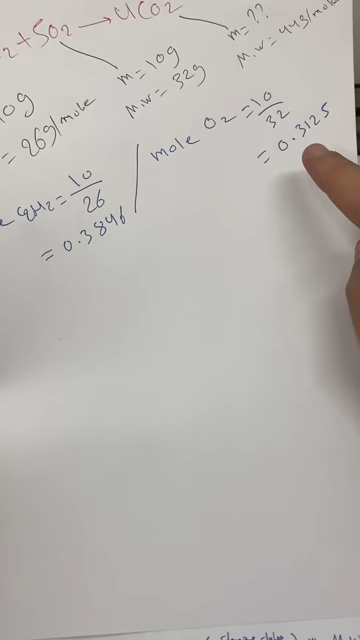 2+5O2 → 4CO2
m=10g
M.W=32g
m=??
M.W=44g/mole
10g
=26g/mole
C2H2=10/26
=0.3846
mole O2=10/32
=0.3125